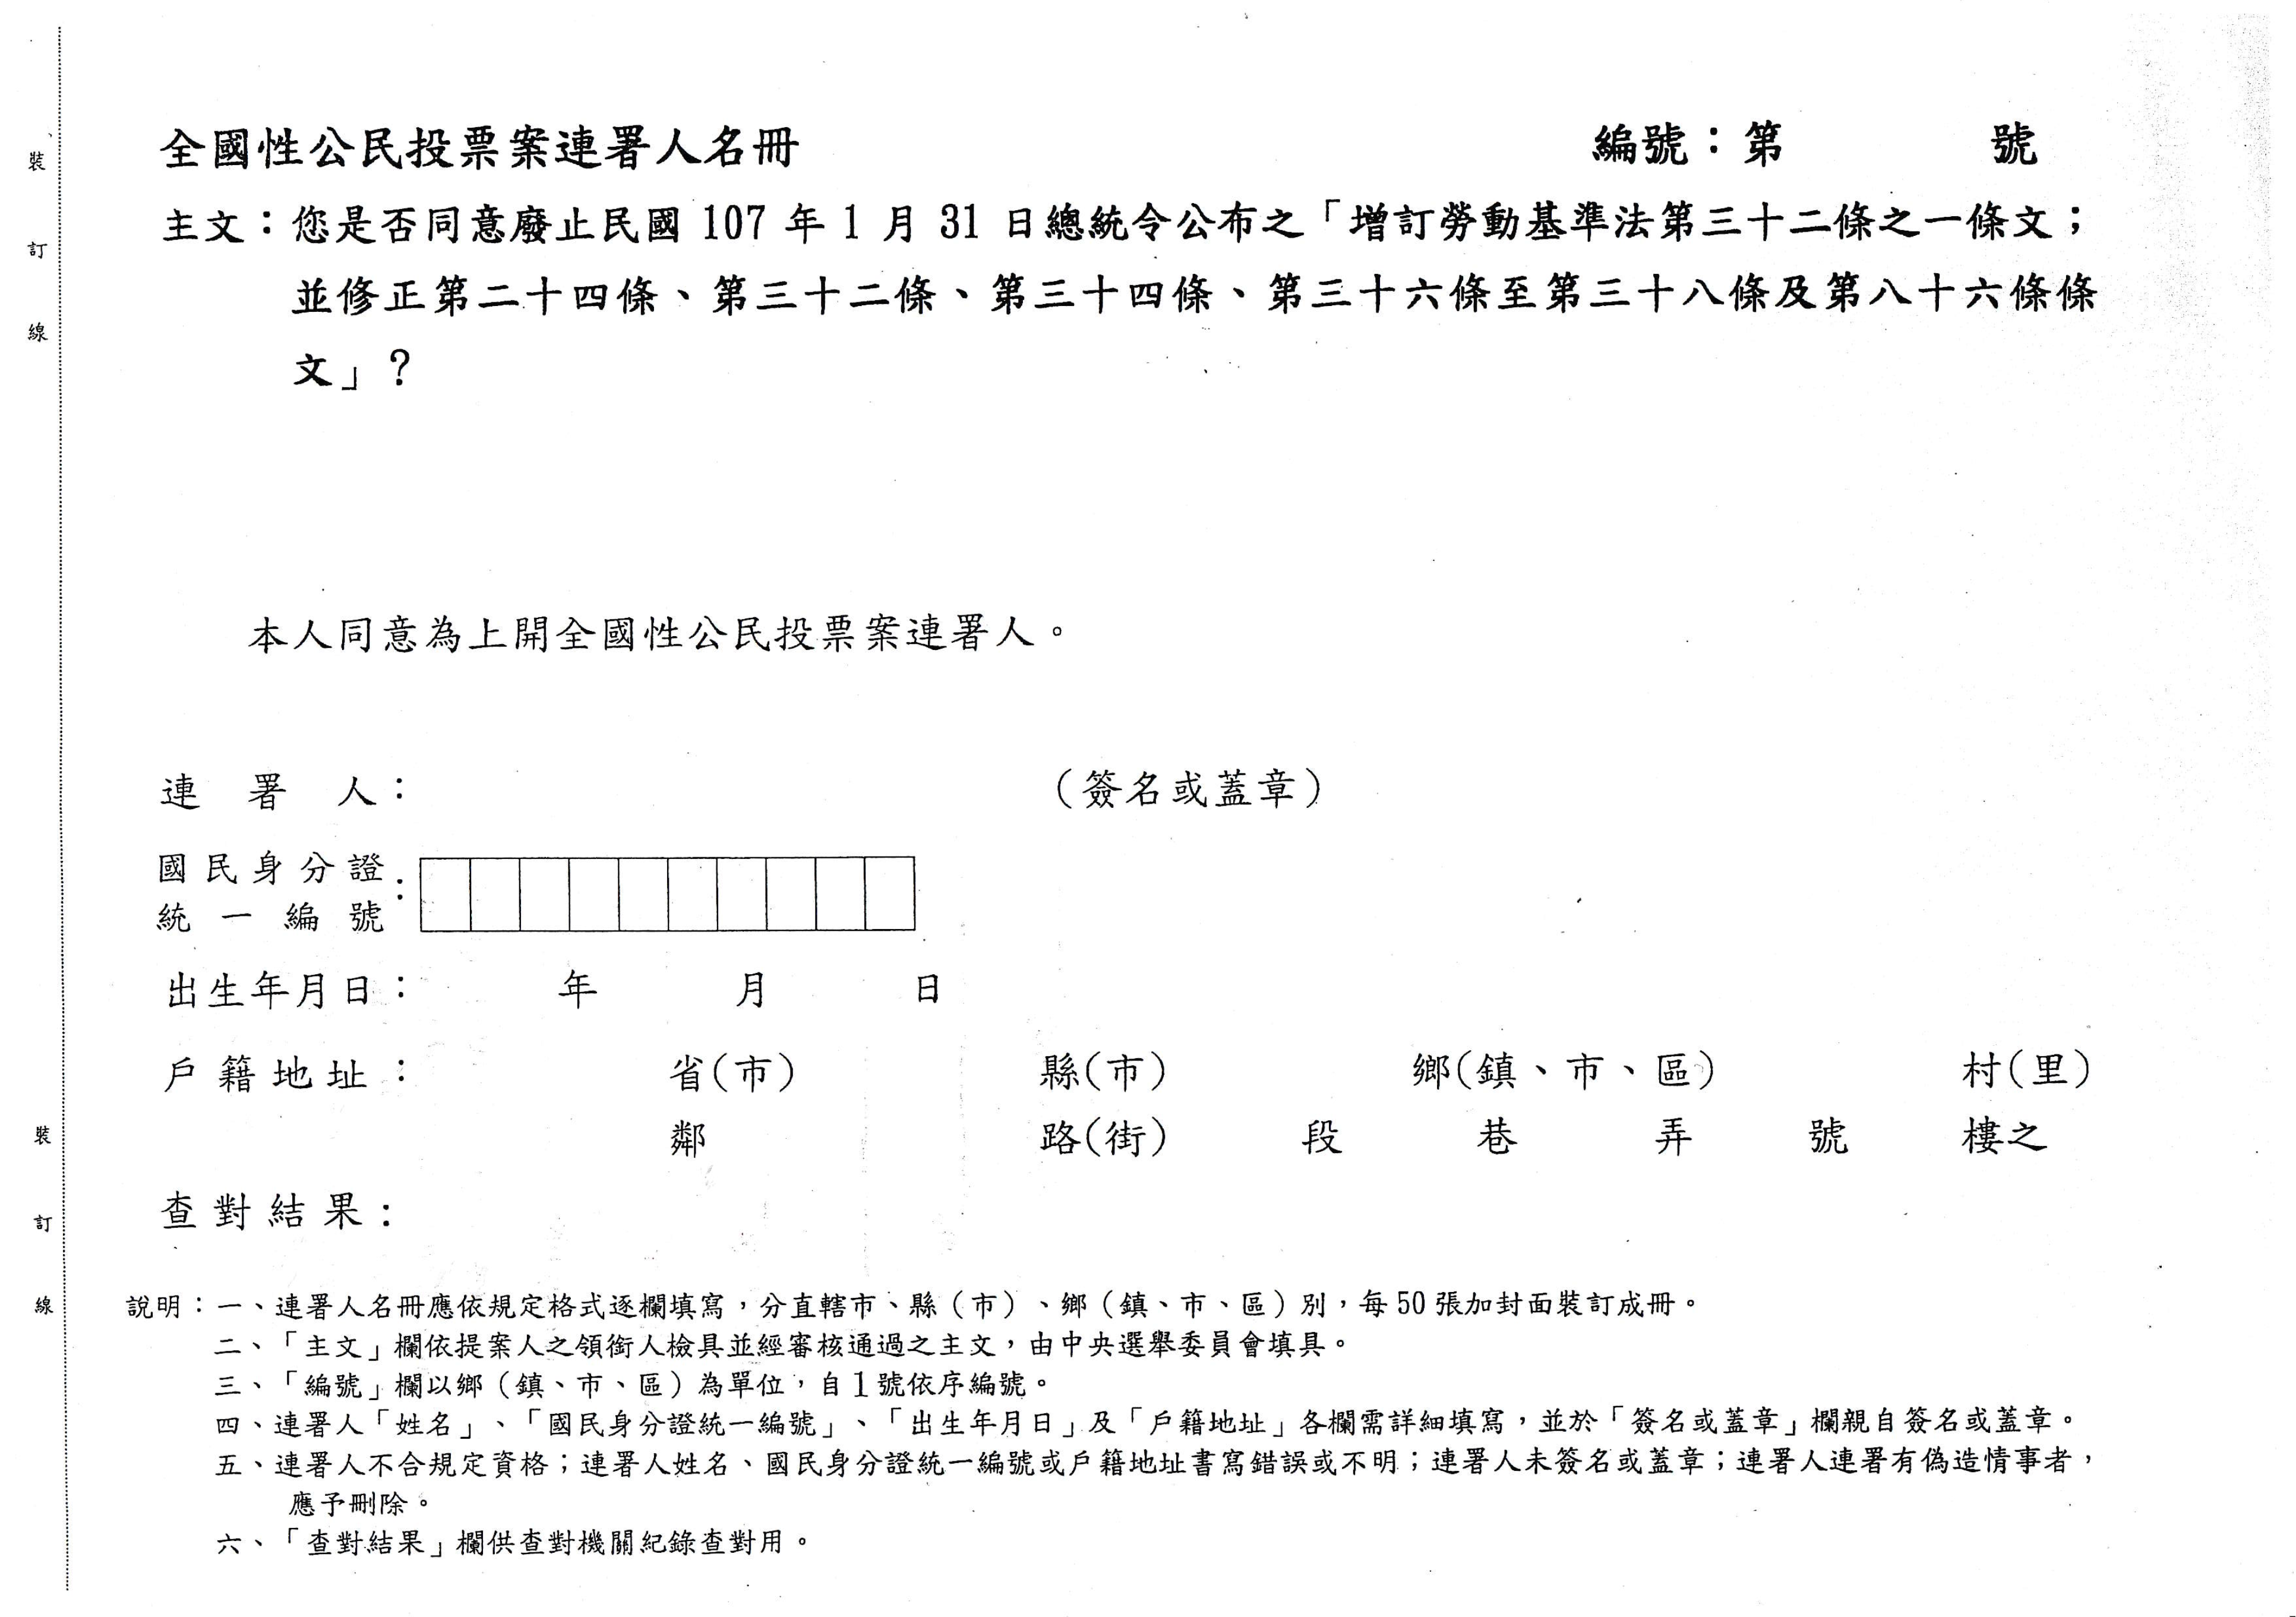 全國性公民投票案連署人名冊 編號：第 號
主文：您是否同意廢止民國 107 年 1 月 31 日總統令公布之「增訂勞動基準法第三十二條之一條文；
並修正第二十四條、第三十二條、第三十四條、第三十六條至第三十八條及第八十六條條
文」？
本人同意為上開全國性公民投票案連署人。
連署人： （簽名或蓋章）
國民身分證
統一編號：
出生年月日： 年 月 日
戶籍地址： 省(市) 縣(市) 鄉(鎮、市、區) 村(里)
鄰 路(街) 段 巷 弄 號 樓之
查對結果：
說明：一、連署人名冊應依規定格式逐欄填寫，分直轄市、縣（市）、鄉（鎮、市、區）別，每 50 張加封面裝訂成冊。
二、「主文」欄依提案人之領銜人檢具並經審核通過之主文，由中央選舉委員會填具。
三、「編號」欄以鄉（鎮、市、區）為單位，自 1 號依序編號。
四、連署人「姓名」、「國民身分證統一編號」、「出生年月日」及「戶籍地址」各欄需詳細填寫，並於「簽名或蓋章」欄親自簽名或蓋章。
五、連署人不合規定資格；連署人姓名、國民身分證統一編號或戶籍地址書寫錯誤或不明；連署人未簽名或蓋章；連署人連署有偽造情事者，
應予刪除。
六、「查對結果」欄供查對機關紀錄查對用。
裝
訂
線
裝
訂
線